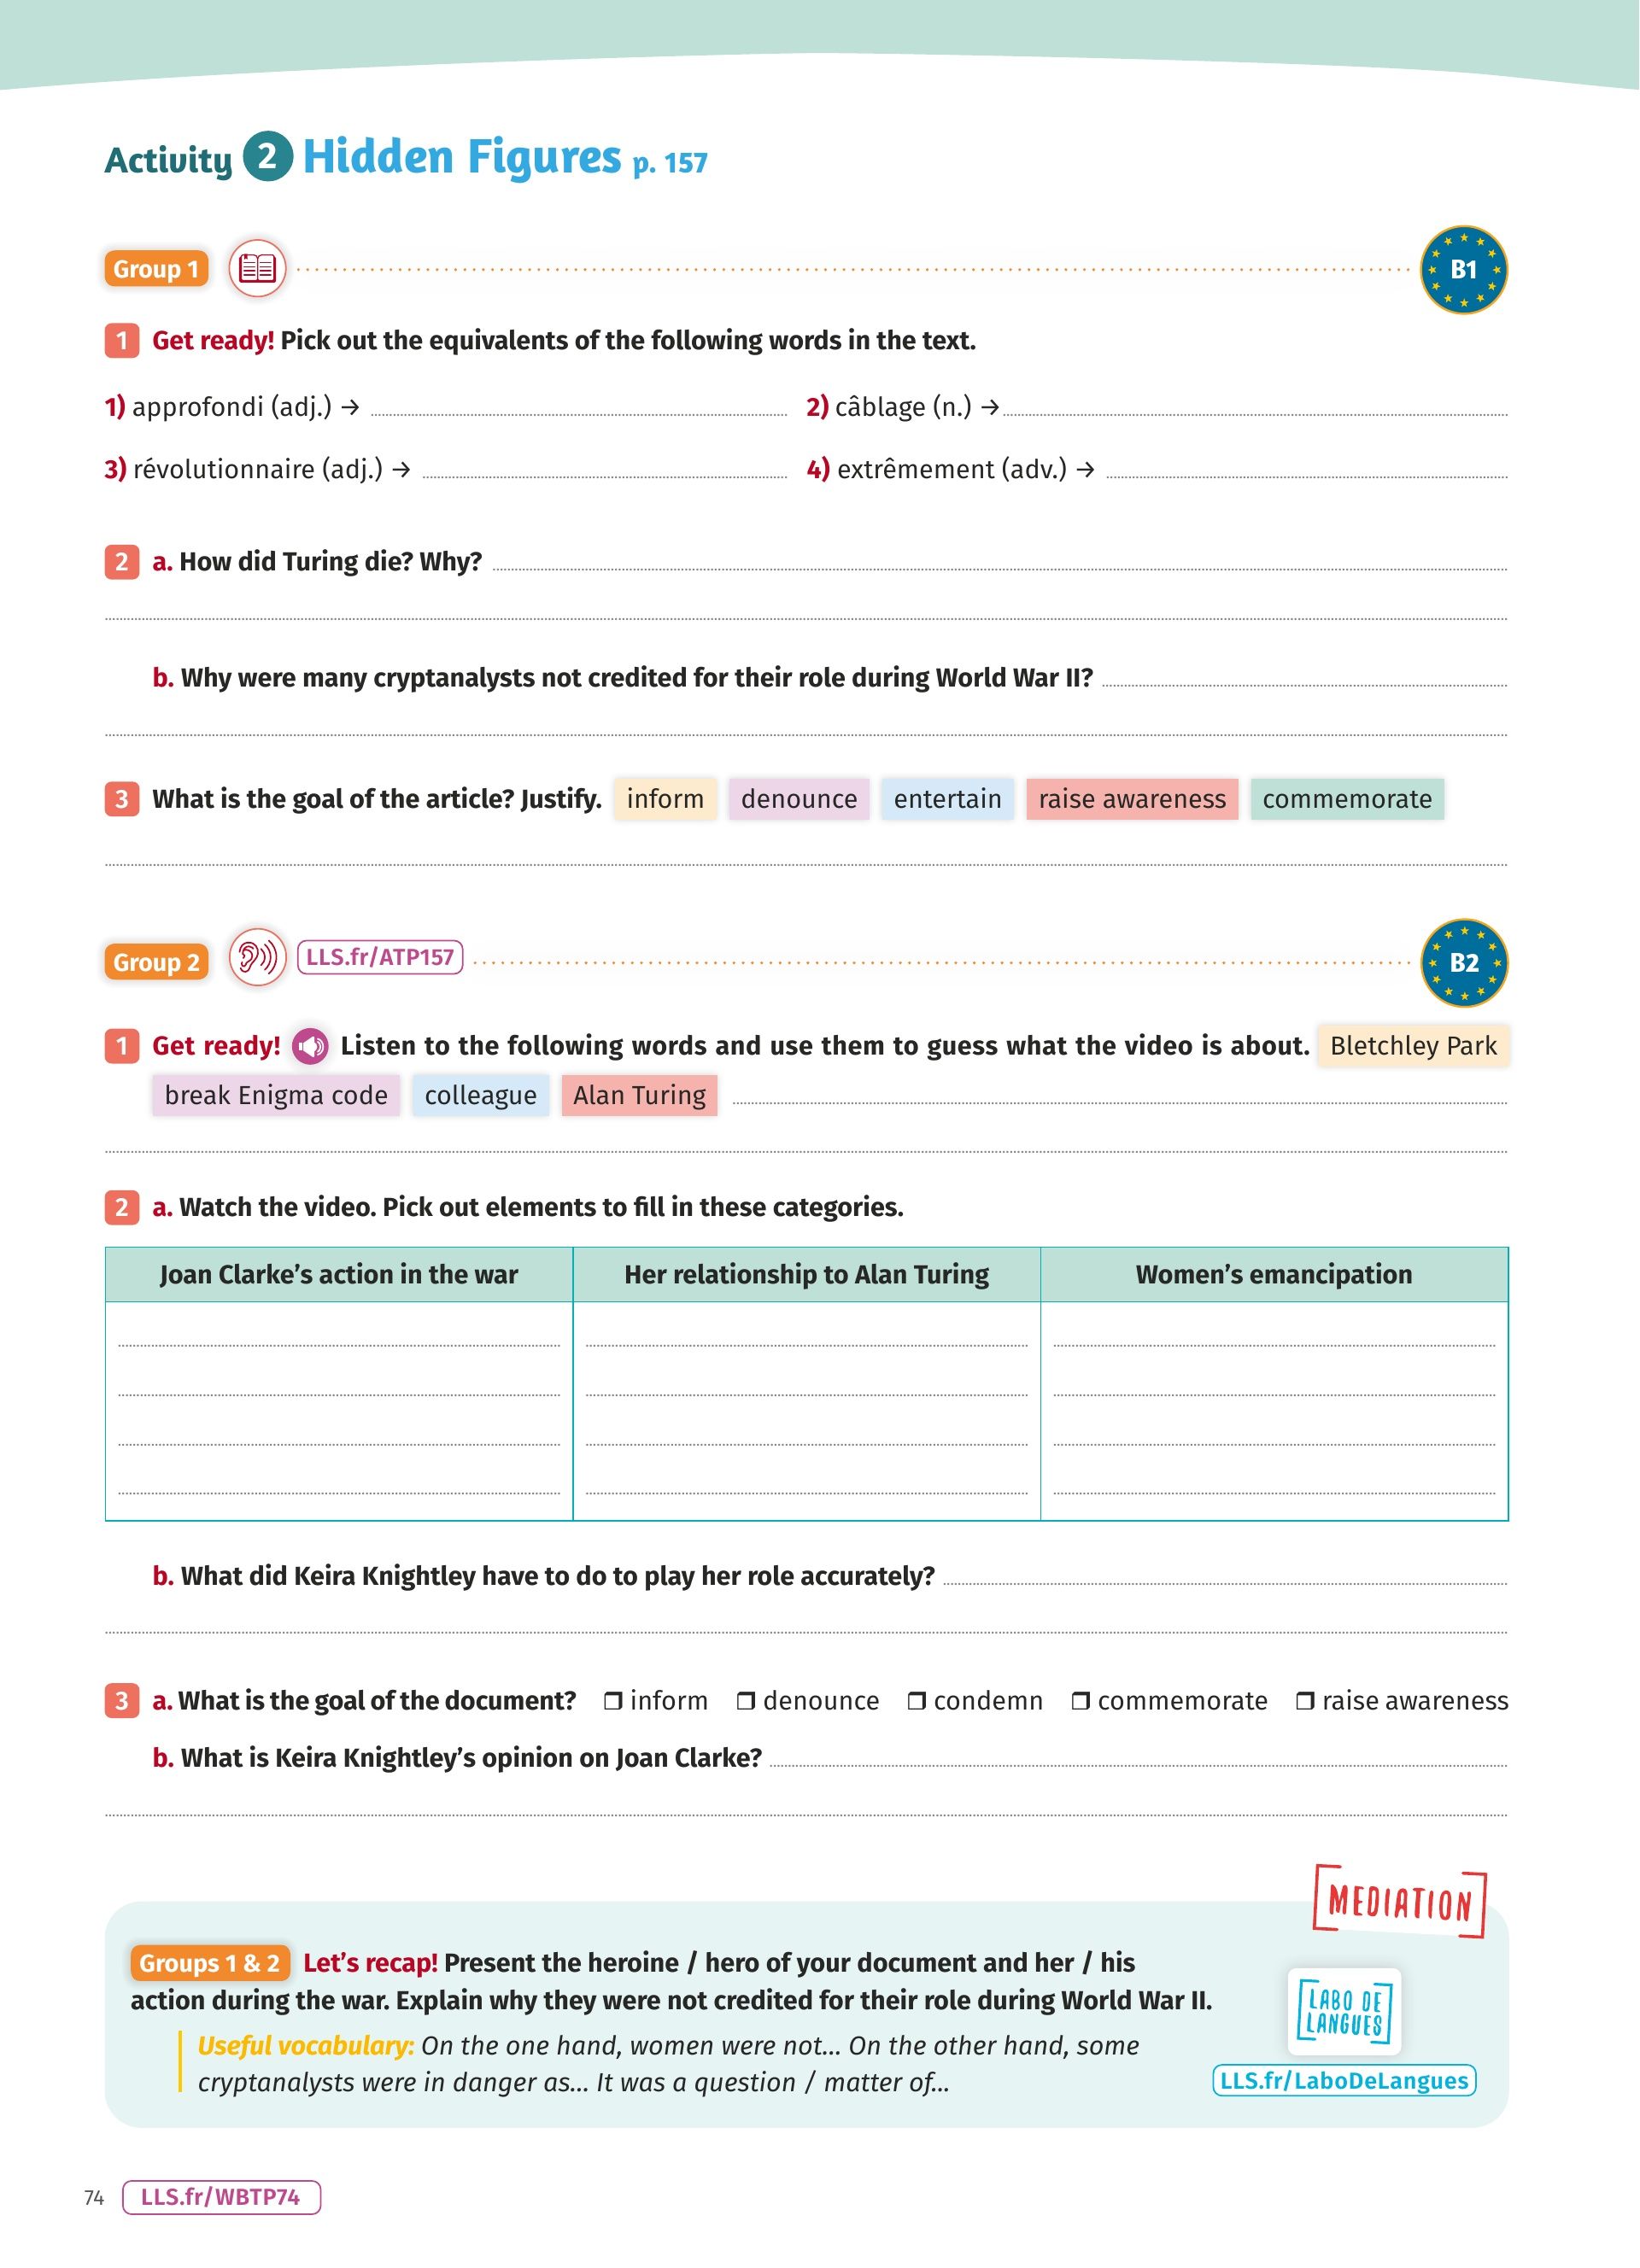 Activity 2 Hidden Figures p. 157
Group 1
B1
1 Get ready! Pick out the equivalents of the following words in the text.
1) approfondi (adj.) → 2) câblage (n.) →
3) révolutionnaire (adj.) → 4) extrêmement (adv.) →
2 a. How did Turing die? Why?
b. Why were many cryptanalysts not credited for their role during World War II?
3 What is the goal of the article? Justify. inform denounce entertain raise awareness commemorate
Group 2 LLS.fr/ATP157
B2
1 Get ready! Listen to the following words and use them to guess what the video is about. Bletchley Park
break Enigma code colleague Alan Turing
2 a. Watch the video. Pick out elements to fill in these categories.
Joan Clarke's action in the war Her relationship to Alan Turing Women's emancipation
b. What did Keira Knightley have to do to play her role accurately?
3 a. What is the goal of the document? ❒ inform ❒ denounce ❒ condemn ❒ commemorate ❒ raise awareness
b. What is Keira Knightley's opinion on Joan Clarke?
MEDIATION
Groups 1 & 2 Let's recap! Present the heroine / hero of your document and her / his
action during the war. Explain why they were not credited for their role during World War II.
Useful vocabulary: On the one hand, women were not... On the other hand, some
cryptanalysts were in danger as... It was a question / matter of...
LABO DE
LANGUES
LLS.fr/LaboDeLangues
74 LLS.fr/WBTP74